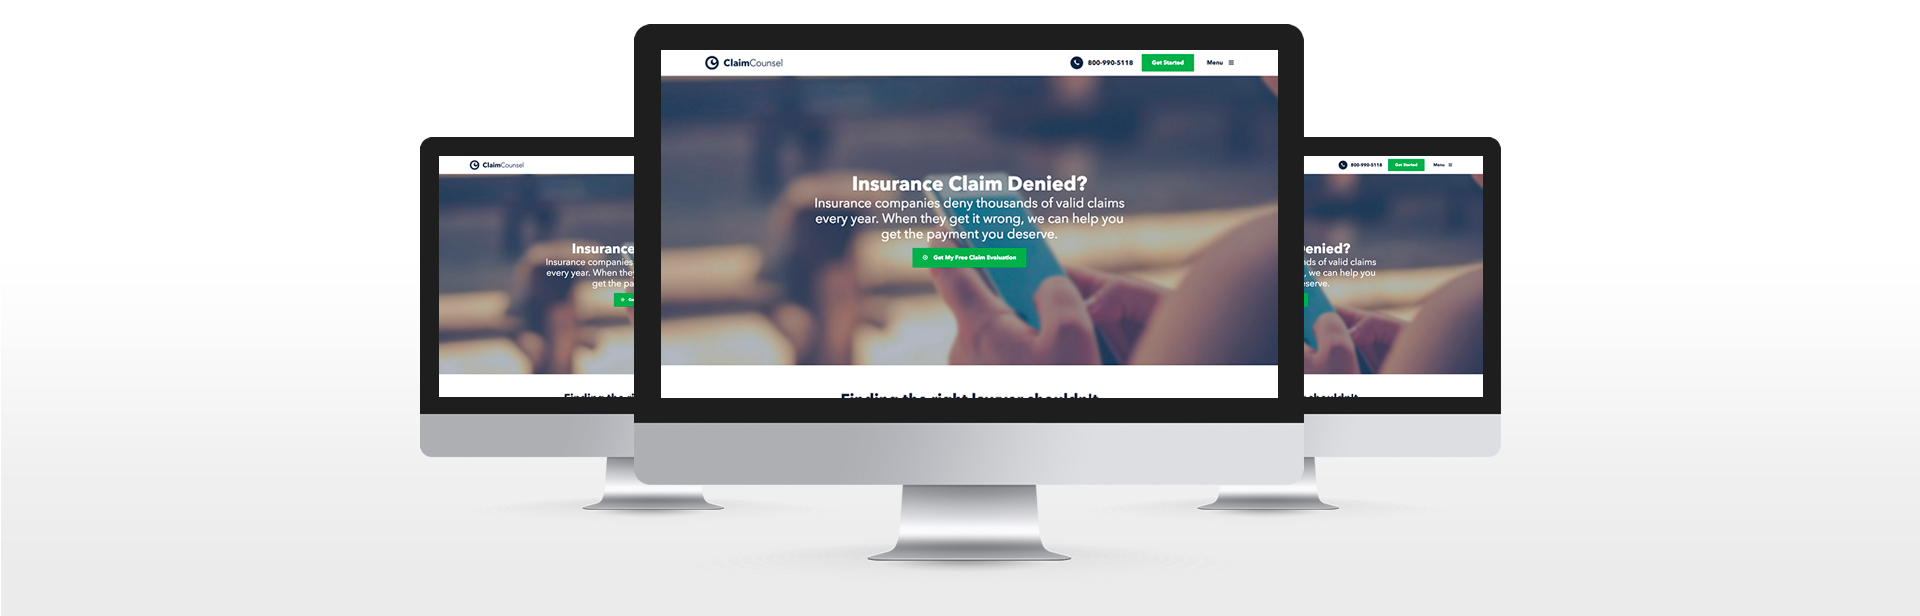 ClaimCounsel
800-990-5118
Get Started
Menu
Insurance Claim Denied?
Insurance companies deny thousands of valid claims
every year. When they get it wrong, we can help you
get the payment you deserve.
Get My Free Claim Evaluation
Finding the right lawyer shouldn't
ClaimCounsel
Insurance
Insurance companies
every year. When they
get the pa
Finding the ri
800-990-5118
Get Started
Menu
enied?
nds of valid claims
, we can help you
eserve.
shouldn't